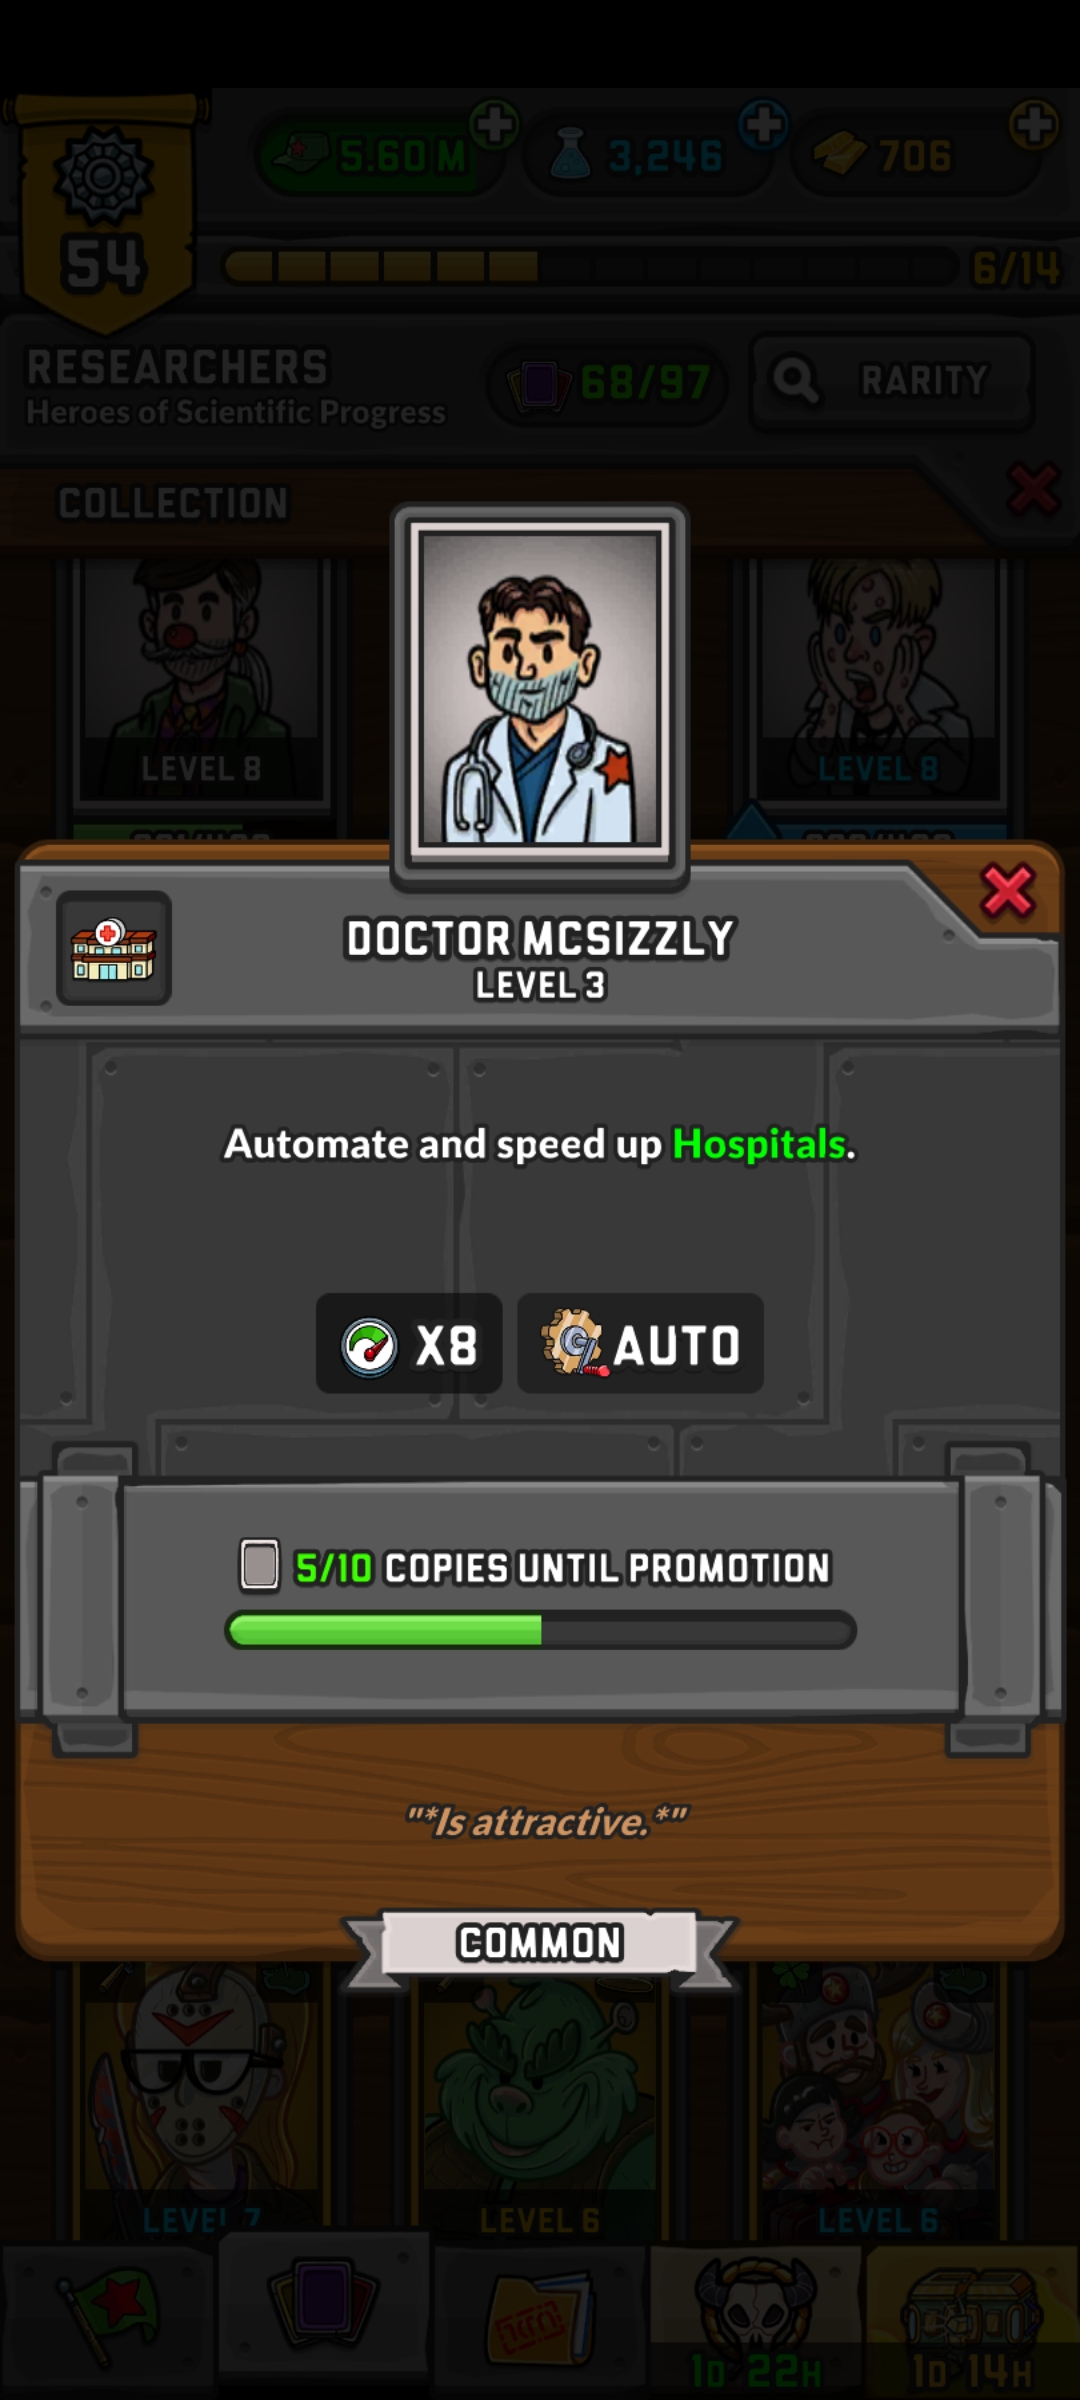 5.60 M
3,246
706
54
6/14
RESEARCHERS
Heroes of Scientific Progress
68/97
RARITY
COLLECTION
LEVEL 8
LEVEL 8
DOCTOR MCSIZZLY
LEVEL 3
Automate and speed up Hospitals.
X8
AUTO
5/10 COPIES UNTIL PROMOTION
"*Is attractive.*"
COMMON
LEVEL 7
LEVEL 6
LEVEL 6
1D 22H
1D 14H